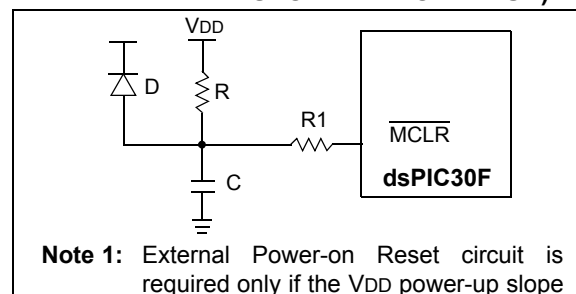 VDD
D
R
R1
MCLR
C
dsPIC30F
Note 1: External Power-on Reset circuit is
required only if the VDD power-up slope